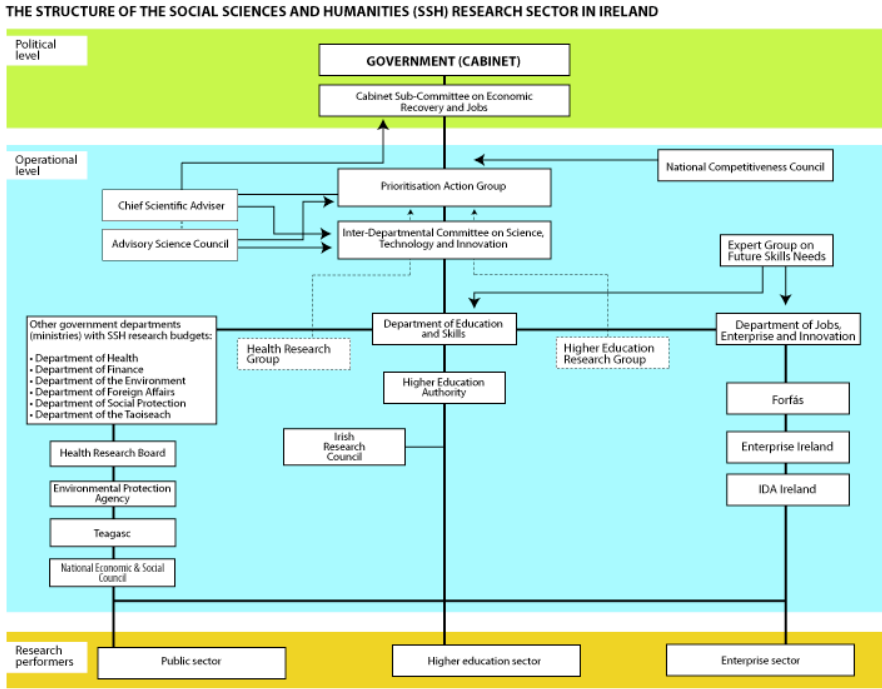 THE STRUCTURE OF THE SOCIAL SCIENCES AND HUMANITIES (SSH) RESEARCH SECTOR IN IRELAND
Political
level
GOVERNMENT (CABINET)
Cabinet Sub-Committee on Economic
Recovery and Jobs
Operational
level
National Competitiveness Council
Prioritisation Action Group
Chief Scientific Adviser
Advisory Science Council
Inter-Departmental Committee on Science,
Technology and Innovation
Expert Group on
Future Skills Needs
Other government departments
(ministries) with SSH research budgets:
• Department of Health
• Department of Finance
• Department of the Environment
• Department of Foreign Affairs
• Department of Social Protection
• Department of the Taoiseach
Health Research
Group
Department of Education
and Skills
Higher Education
Research Group
Department of Jobs,
Enterprise and Innovation
Higher Education
Authority
Forfás
Irish
Research
Council
Health Research Board
Enterprise Ireland
Environmental Protection
Agency
IDA Ireland
Teagasc
National Economic & Social
Council
Research
performers
Public sector
Higher education sector
Enterprise sector